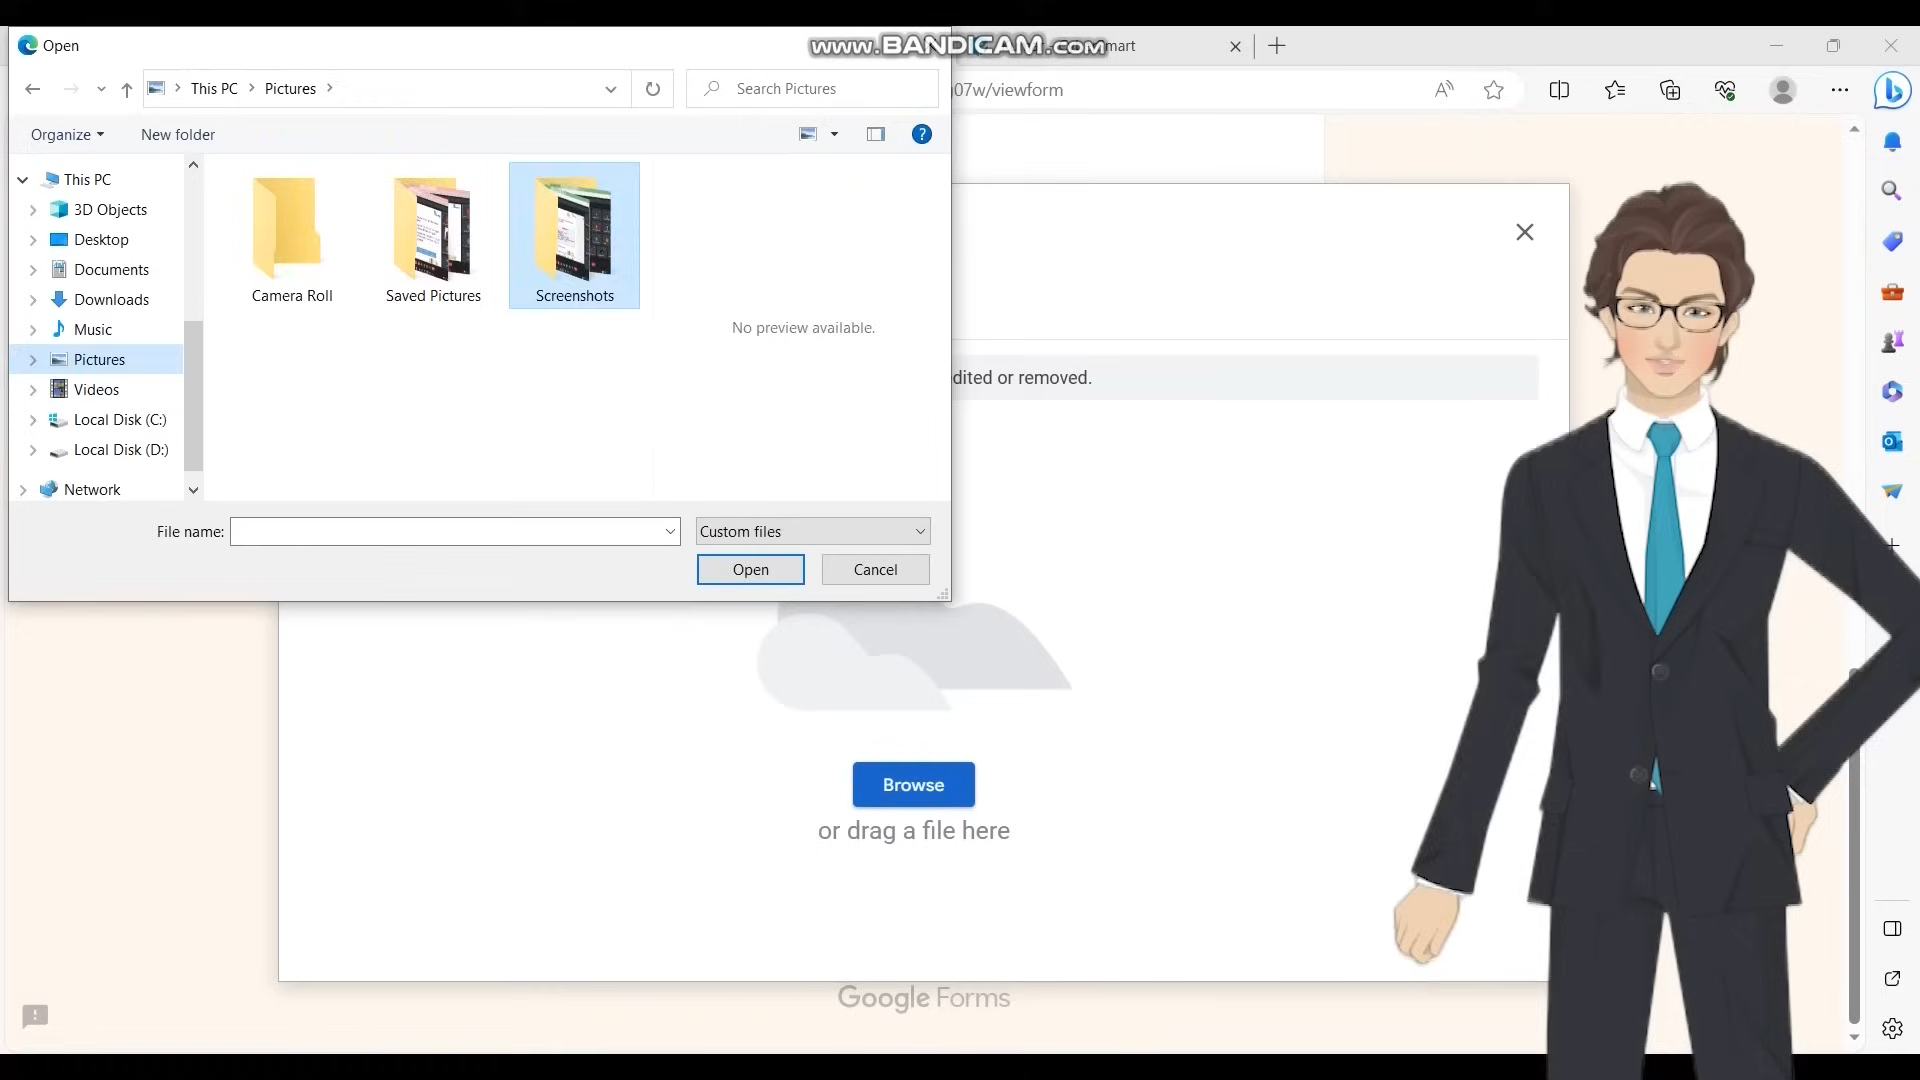 Open
www.BANDICAM.com
mart
This PC
Pictures
Search Pictures
07w/viewform
Organize
New folder
This PC
3D Objects
Desktop
Documents
Downloads
Music
Pictures
Videos
Local Disk (C:)
Local Disk (D:)
Network
Camera Roll
Saved Pictures
Screenshots
No preview available.
dited or removed.
File name:
Custom files
Open
Cancel
Browse
or drag a file here
Google Forms